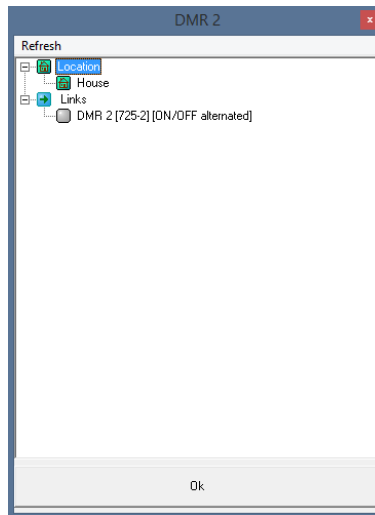 DMR 2
x
Refresh
Location
House
Links
DMR 2 [725-2] [ON/OFF alternated]
Ok